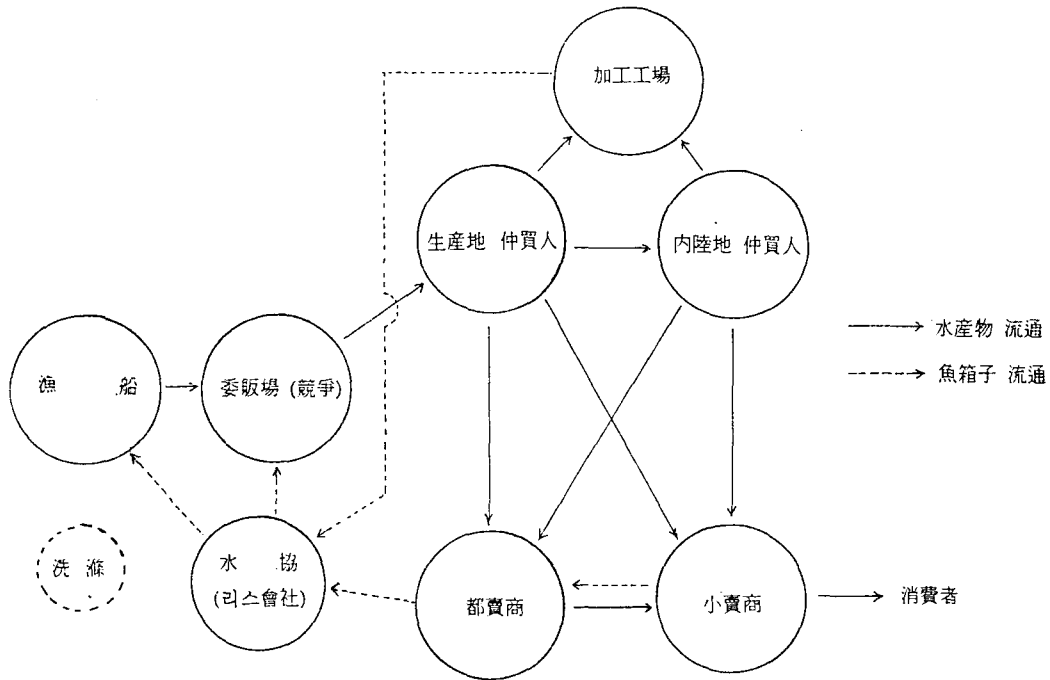 加工工場
生産地 仲買人
内陸地 仲買人
水産物 流通
魚箱子 流通
漁 船
委販場 (競爭)
洗 滌
水 協
(리스會社)
都賣商
小賣商
消費者